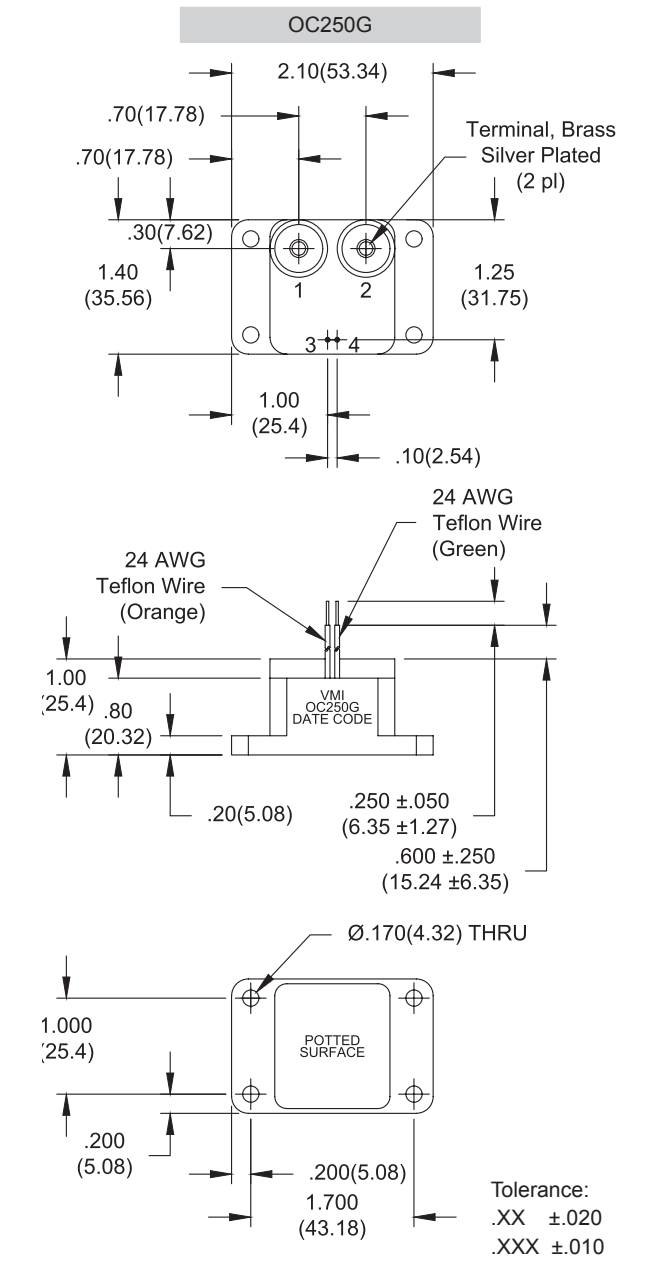 OC250G
2.10(53.34)
.70(17.78)
Terminal, Brass
Silver Plated
(2 pl)
.70(17.78)
.30(7.62)
1.40
(35.56)
1.25
(31.75)
1 2
3 4
1.00
(25.4)
.10(2.54)
24 AWG
Teflon Wire
(Green)
24 AWG
Teflon Wire
(Orange)
1.00
(25.4)
.80
(20.32)
VMI
OC250G
DATE CODE
.20(5.08)
.250 ±.050
(6.35 ±1.27)
.600 ±.250
(15.24 ±6.35)
Ø.170(4.32) THRU
1.000
(25.4)
POTTED
SURFACE
.200
(5.08)
.200(5.08)
1.700
(43.18)
Tolerance:
.XX ±.020
.XXX ±.010